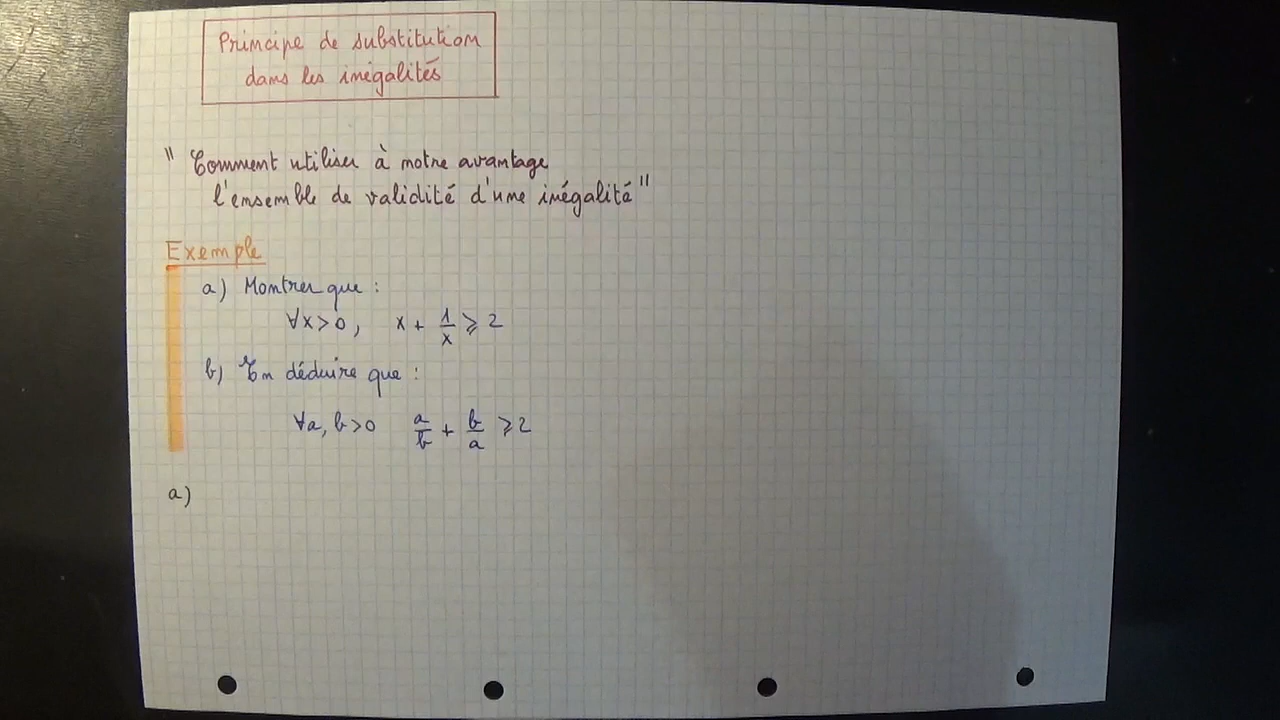 Principe de substitution
dans les inégalités
" Comment utiliser à notre avantage
l'ensemble de validité d'une inégalité "
Exemple
a) Montrer que :
∀x>0, x + 1/x ⩾ 2
b) En déduire que :
∀a, b>0 a/b + b/a ⩾ 2
a)